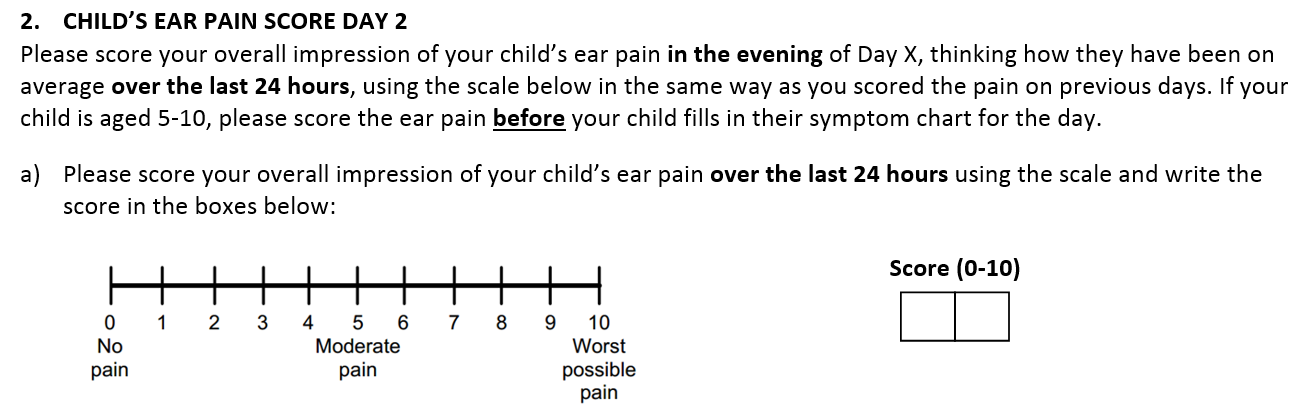 2. CHILD’S EAR PAIN SCORE DAY 2
Please score your overall impression of your child’s ear pain in the evening of Day X, thinking how they have been on
average over the last 24 hours, using the scale below in the same way as you scored the pain on previous days. If your
child is aged 5-10, please score the ear pain before your child fills in their symptom chart for the day.
a) Please score your overall impression of your child’s ear pain over the last 24 hours using the scale and write the
score in the boxes below:
Score (0-10)
0 1 2 3 4 5 6 7 8 9 10
No Moderate Worst
pain pain possible
pain